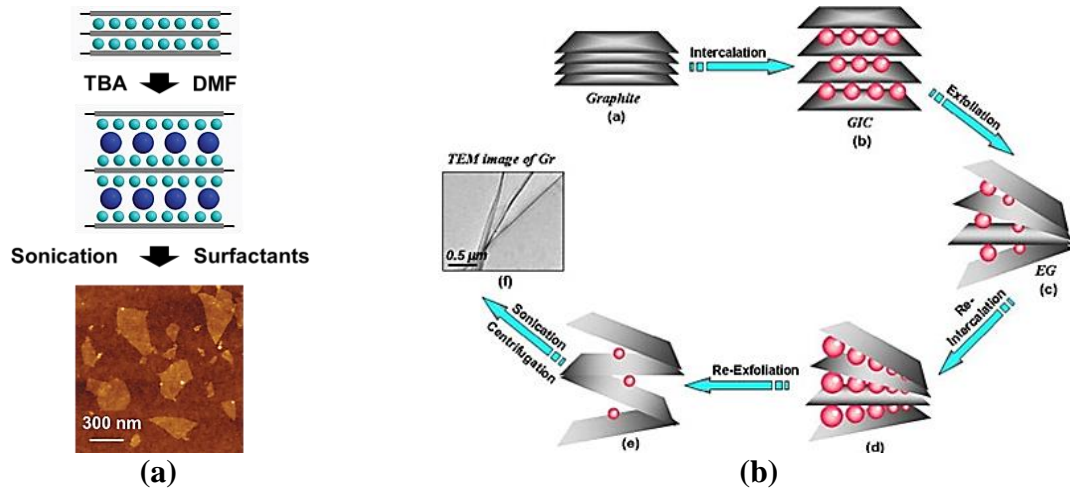 TBA DMF
Sonication Surfactants
300 nm
(a)
Graphite
(a)
Intercalation
GIC
(b)
Exfoliation
EG
(c)
Re-
Intercalation
(d)
Re-Exfoliation
(e)
Sonication
Centrifugation
TEM image of Gr
0.5 μm
(f)
(b)